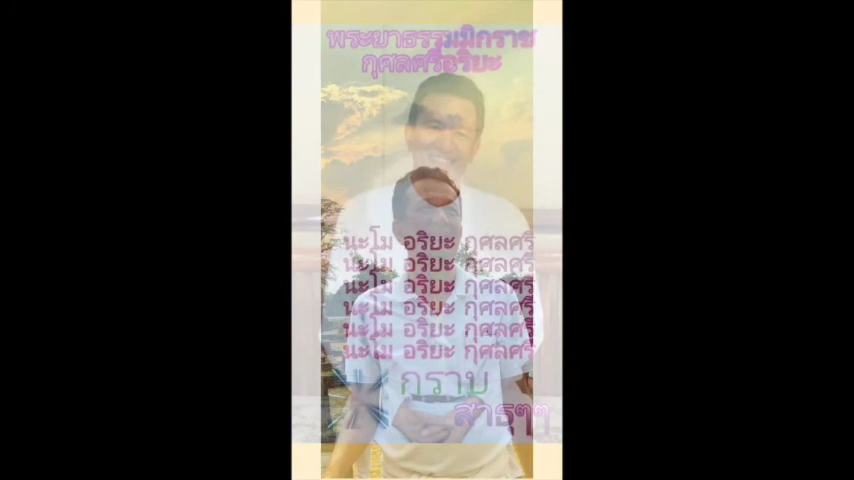 พระยาธรรมมิกราช
กุศลศรีอริยะ
นะโม อริยะ กุศลศรี
นะโม อริยะ กุศลศรี
นะโม อริยะ กุศลศรี
นะโม อริยะ กุศลศรี
นะโม อริยะ กุศลศรี
นะโม อริยะ กุศลศรี
กราบ
สาธุๆๆ